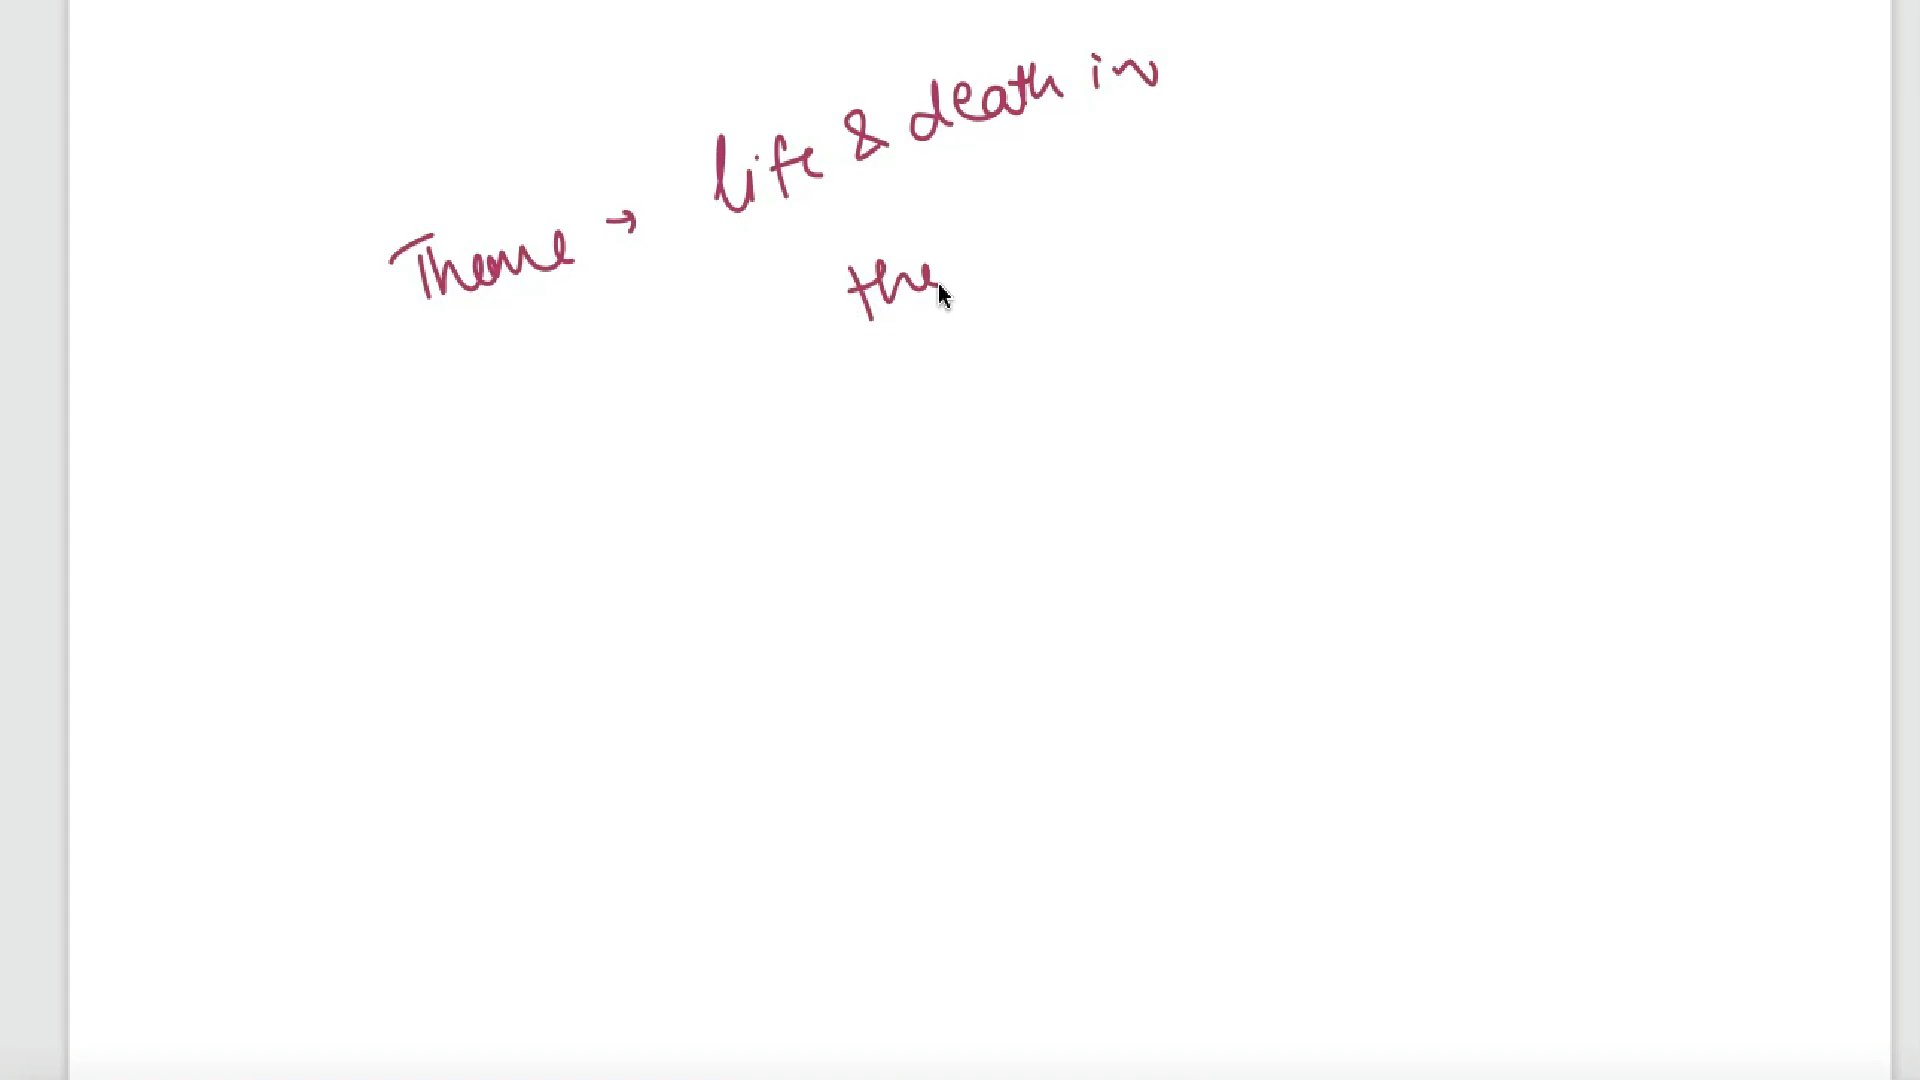 Theme → life & death in
the